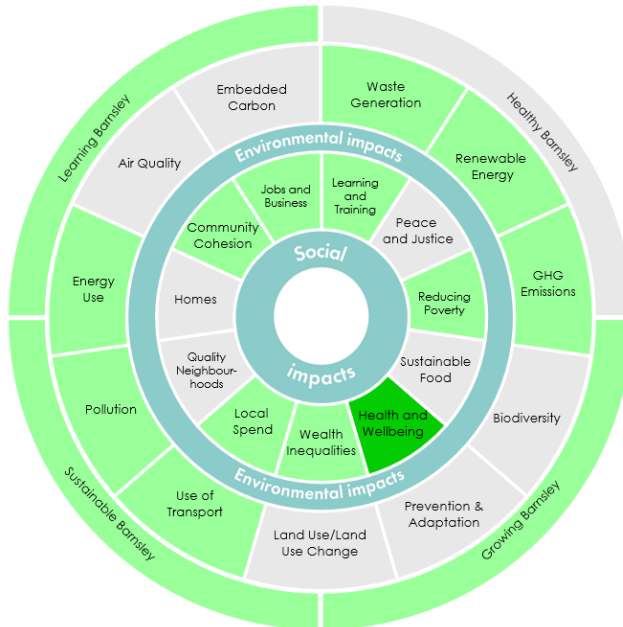 Learning Barnsley
Healthy Barnsley
Growing Barnsley
Sustainable Barnsley
Environmental impacts
Embedded
Carbon
Waste
Generation
Renewable
Energy
GHG
Emissions
Biodiversity
Prevention &
Adaptation
Land Use/Land
Use Change
Use of
Transport
Pollution
Energy
Use
Air Quality
Environmental impacts
Social
impacts
Jobs and
Business
Learning
and
Training
Peace
and Justice
Reducing
Poverty
Sustainable
Food
Health and
Wellbeing
Wealth
Inequalities
Local
Spend
Quality
Neighbour-
hoods
Homes
Community
Cohesion